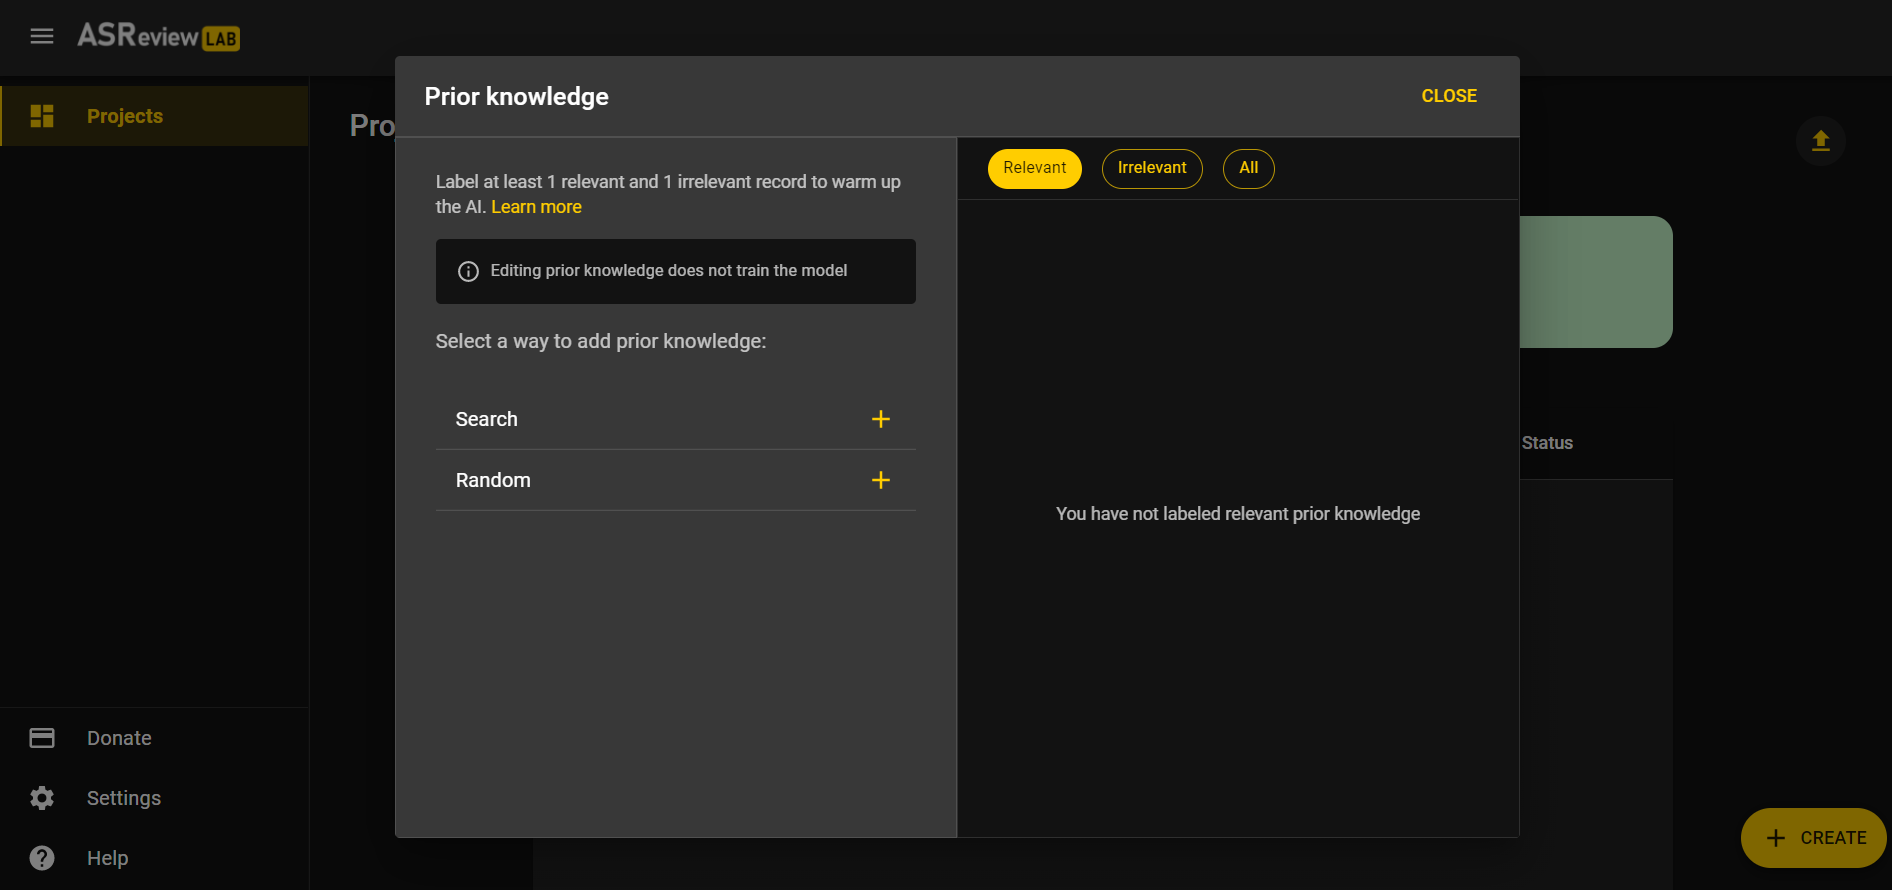 ASReview LAB
Projects
Pro
Prior knowledge
CLOSE
Label at least 1 relevant and 1 irrelevant record to warm up
the AI. Learn more
Editing prior knowledge does not train the model
Select a way to add prior knowledge:
Search
Random
Relevant
Irrelevant
All
You have not labeled relevant prior knowledge
Status
Donate
Settings
Help
CREATE